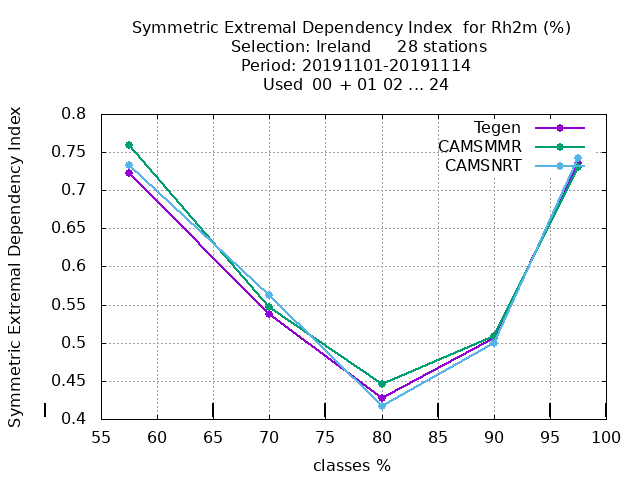 Symmetric Extremal Dependency Index for Rh2m (%)
Selection: Ireland 28 stations
Period: 20191101-20191114
Used 00 + 01 02 ... 24
Symmetric Extremal Dependency Index
0.8
0.75
0.7
0.65
0.6
0.55
0.5
0.45
0.4
Tegen
CAMSMMR
CAMSNRT
55 60 65 70 75 80 85 90 95 100
classes %